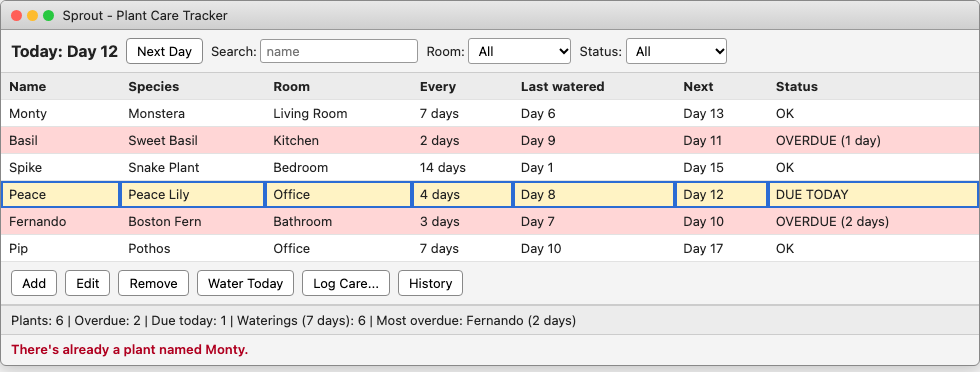 Sprout - Plant Care Tracker
Today: Day 12 Next Day Search: name Room: All Status: All
Name Species Room Every Last watered Next Status
Monty Monstera Living Room 7 days Day 6 Day 13 OK
Basil Sweet Basil Kitchen 2 days Day 9 Day 11 OVERDUE (1 day)
Spike Snake Plant Bedroom 14 days Day 1 Day 15 OK
Peace Peace Lily Office 4 days Day 8 Day 12 DUE TODAY
Fernando Boston Fern Bathroom 3 days Day 7 Day 10 OVERDUE (2 days)
Pip Pothos Office 7 days Day 10 Day 17 OK
Add Edit Remove Water Today Log Care... History
Plants: 6 | Overdue: 2 | Due today: 1 | Waterings (7 days): 6 | Most overdue: Fernando (2 days)
There's already a plant named Monty.